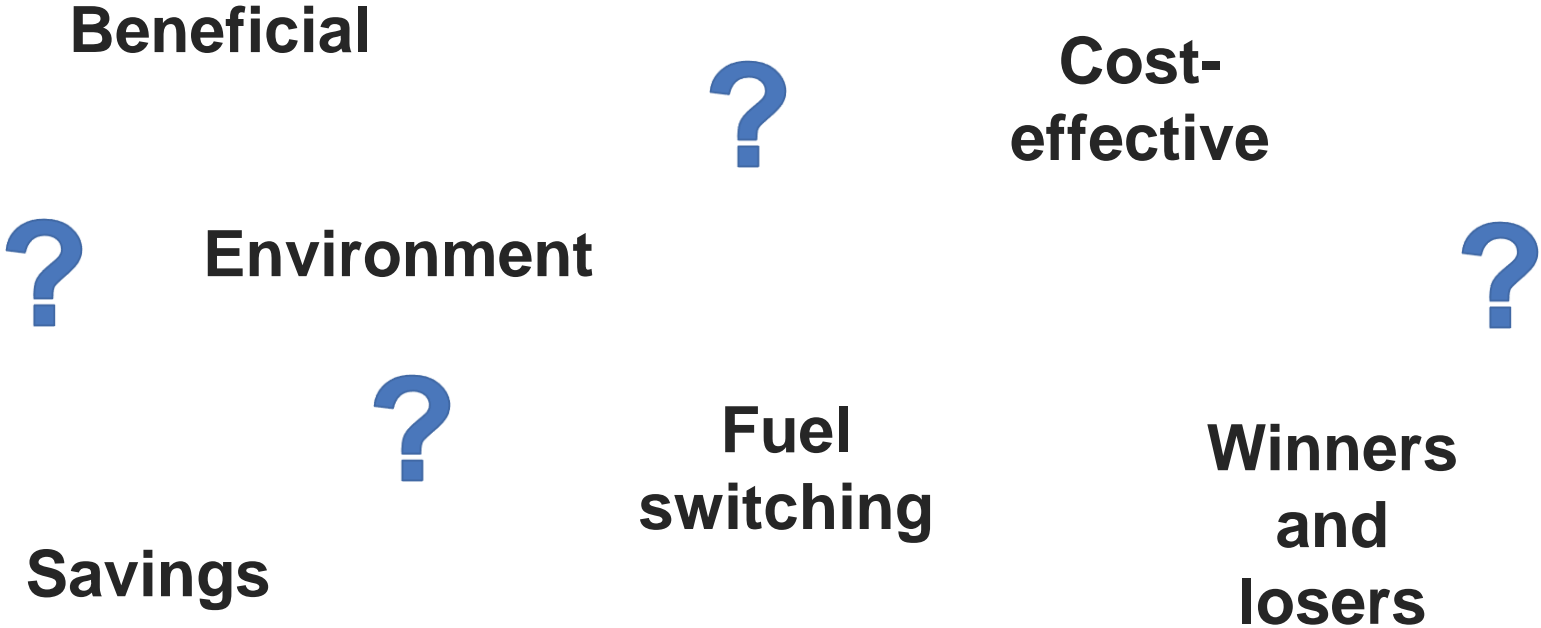 Beneficial
?
Cost-
effective
?
Environment
?
?
Fuel
switching
Winners
and
losers
Savings